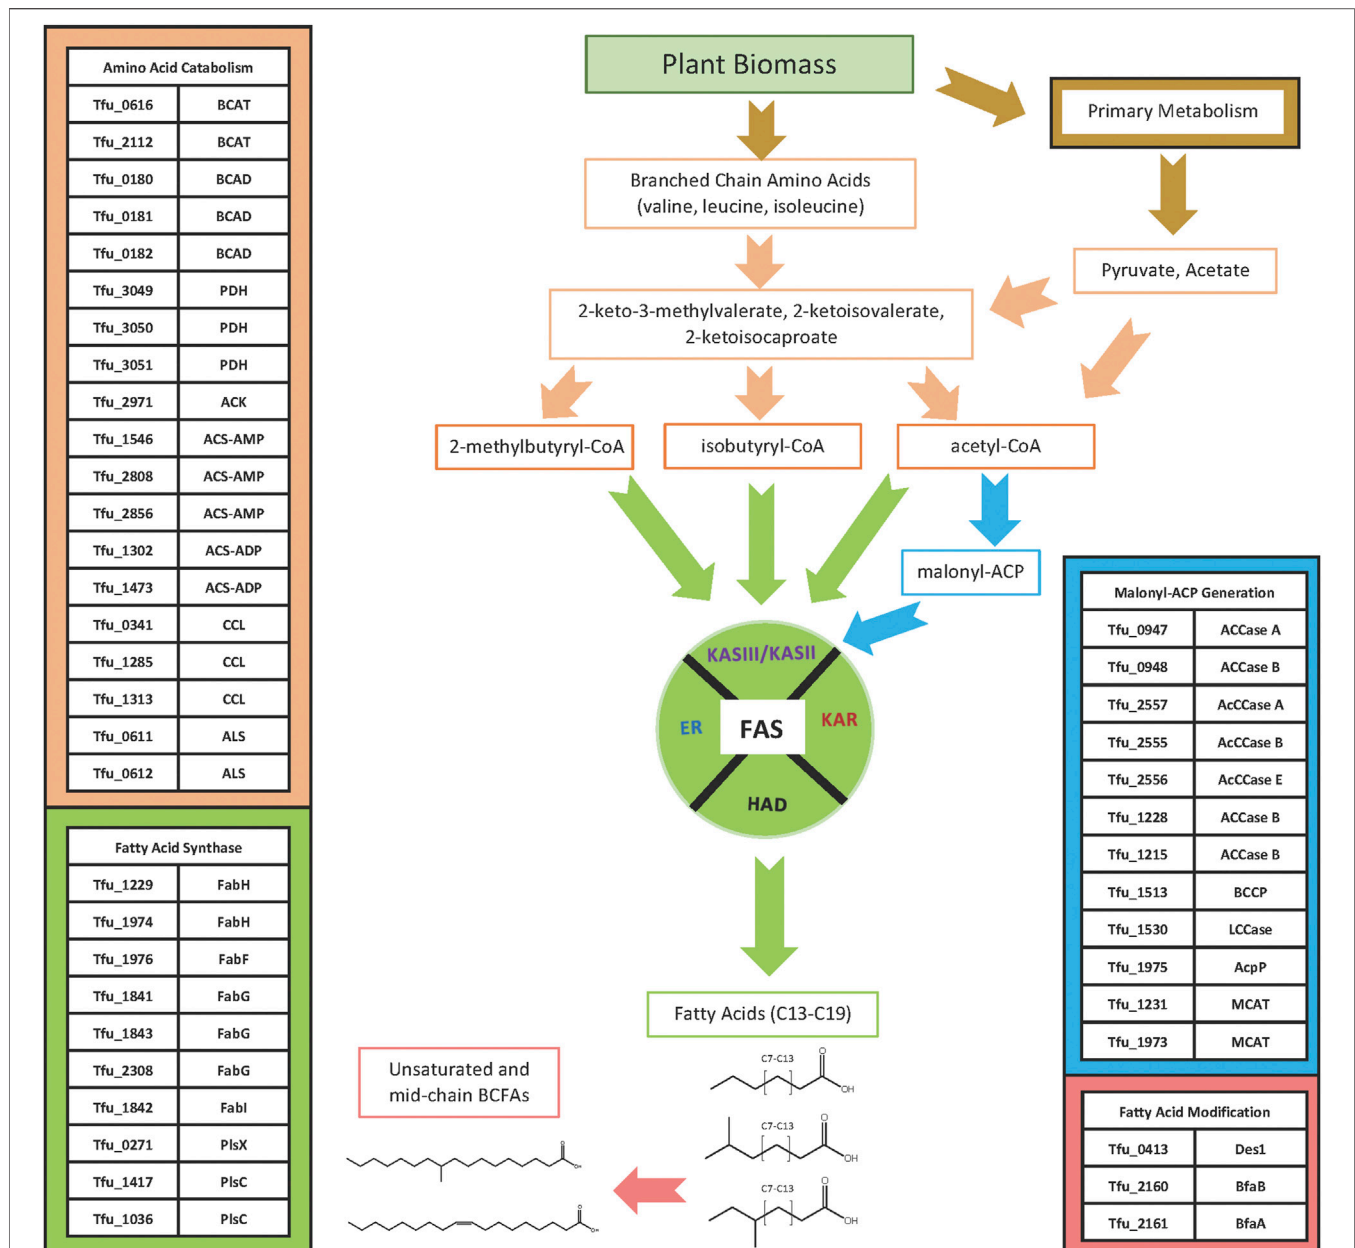 Plant Biomass
Primary Metabolism
Branched Chain Amino Acids
(valine, leucine, isoleucine)
Pyruvate, Acetate
2-keto-3-methylvalerate, 2-ketoisovalerate,
2-ketoisocaproate
2-methylbutyryl-CoA
isobutyryl-CoA
acetyl-CoA
malonyl-ACP
KASIII/KASII
ER
FAS
KAR
HAD
Fatty Acids (C13-C19)
C7-C13
O
OH
C7-C13
O
OH
C7-C13
O
OH
Unsaturated and
mid-chain BCFAs
O
OH
O
OH
Amino Acid Catabolism
Tfu_0616 BCAT
Tfu_2112 BCAT
Tfu_0180 BCAD
Tfu_0181 BCAD
Tfu_0182 BCAD
Tfu_3049 PDH
Tfu_3050 PDH
Tfu_3051 PDH
Tfu_2971 ACK
Tfu_1546 ACS-AMP
Tfu_2808 ACS-AMP
Tfu_2856 ACS-AMP
Tfu_1302 ACS-ADP
Tfu_1473 ACS-ADP
Tfu_0341 CCL
Tfu_1285 CCL
Tfu_1313 CCL
Tfu_0611 ALS
Tfu_0612 ALS
Fatty Acid Synthase
Tfu_1229 FabH
Tfu_1974 FabH
Tfu_1976 FabF
Tfu_1841 FabG
Tfu_1843 FabG
Tfu_2308 FabG
Tfu_1842 FabI
Tfu_0271 PlsX
Tfu_1417 PlsC
Tfu_1036 PlsC
Malonyl-ACP Generation
Tfu_0947 ACCase A
Tfu_0948 ACCase B
Tfu_2557 AcCCase A
Tfu_2555 AcCCase B
Tfu_2556 AcCCase E
Tfu_1228 ACCase B
Tfu_1215 ACCase B
Tfu_1513 BCCP
Tfu_1530 LCCase
Tfu_1975 AcpP
Tfu_1231 MCAT
Tfu_1973 MCAT
Fatty Acid Modification
Tfu_0413 Des1
Tfu_2160 BfaB
Tfu_2161 BfaA